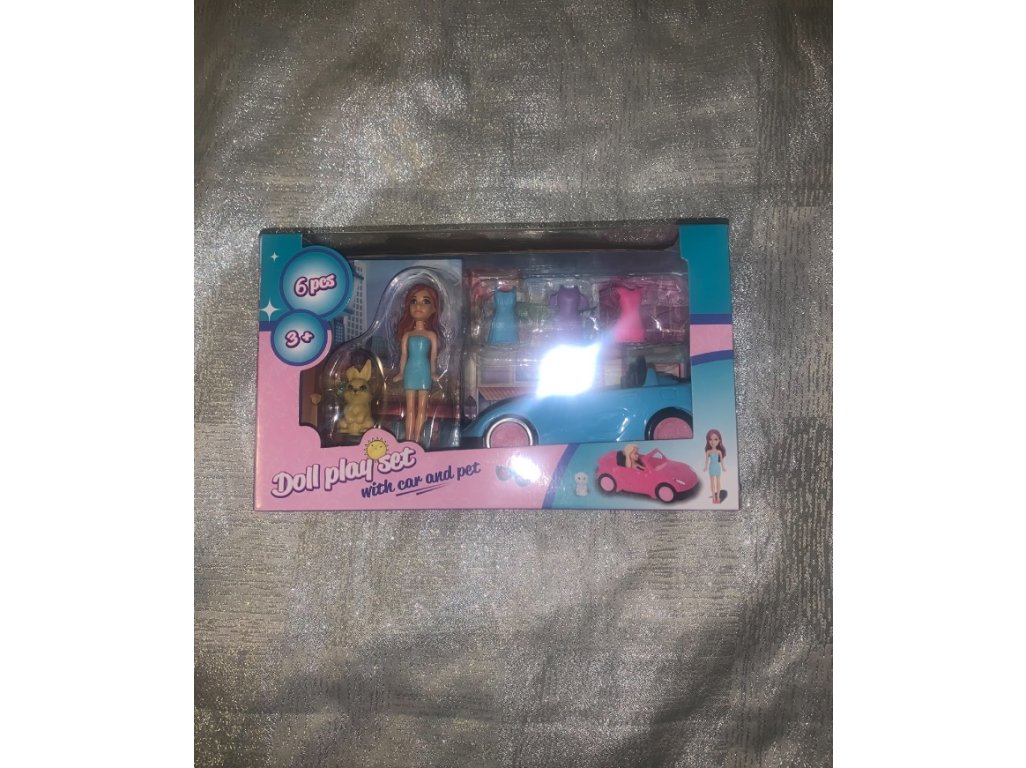 6 pcs
3+
Doll play set
with car and pet